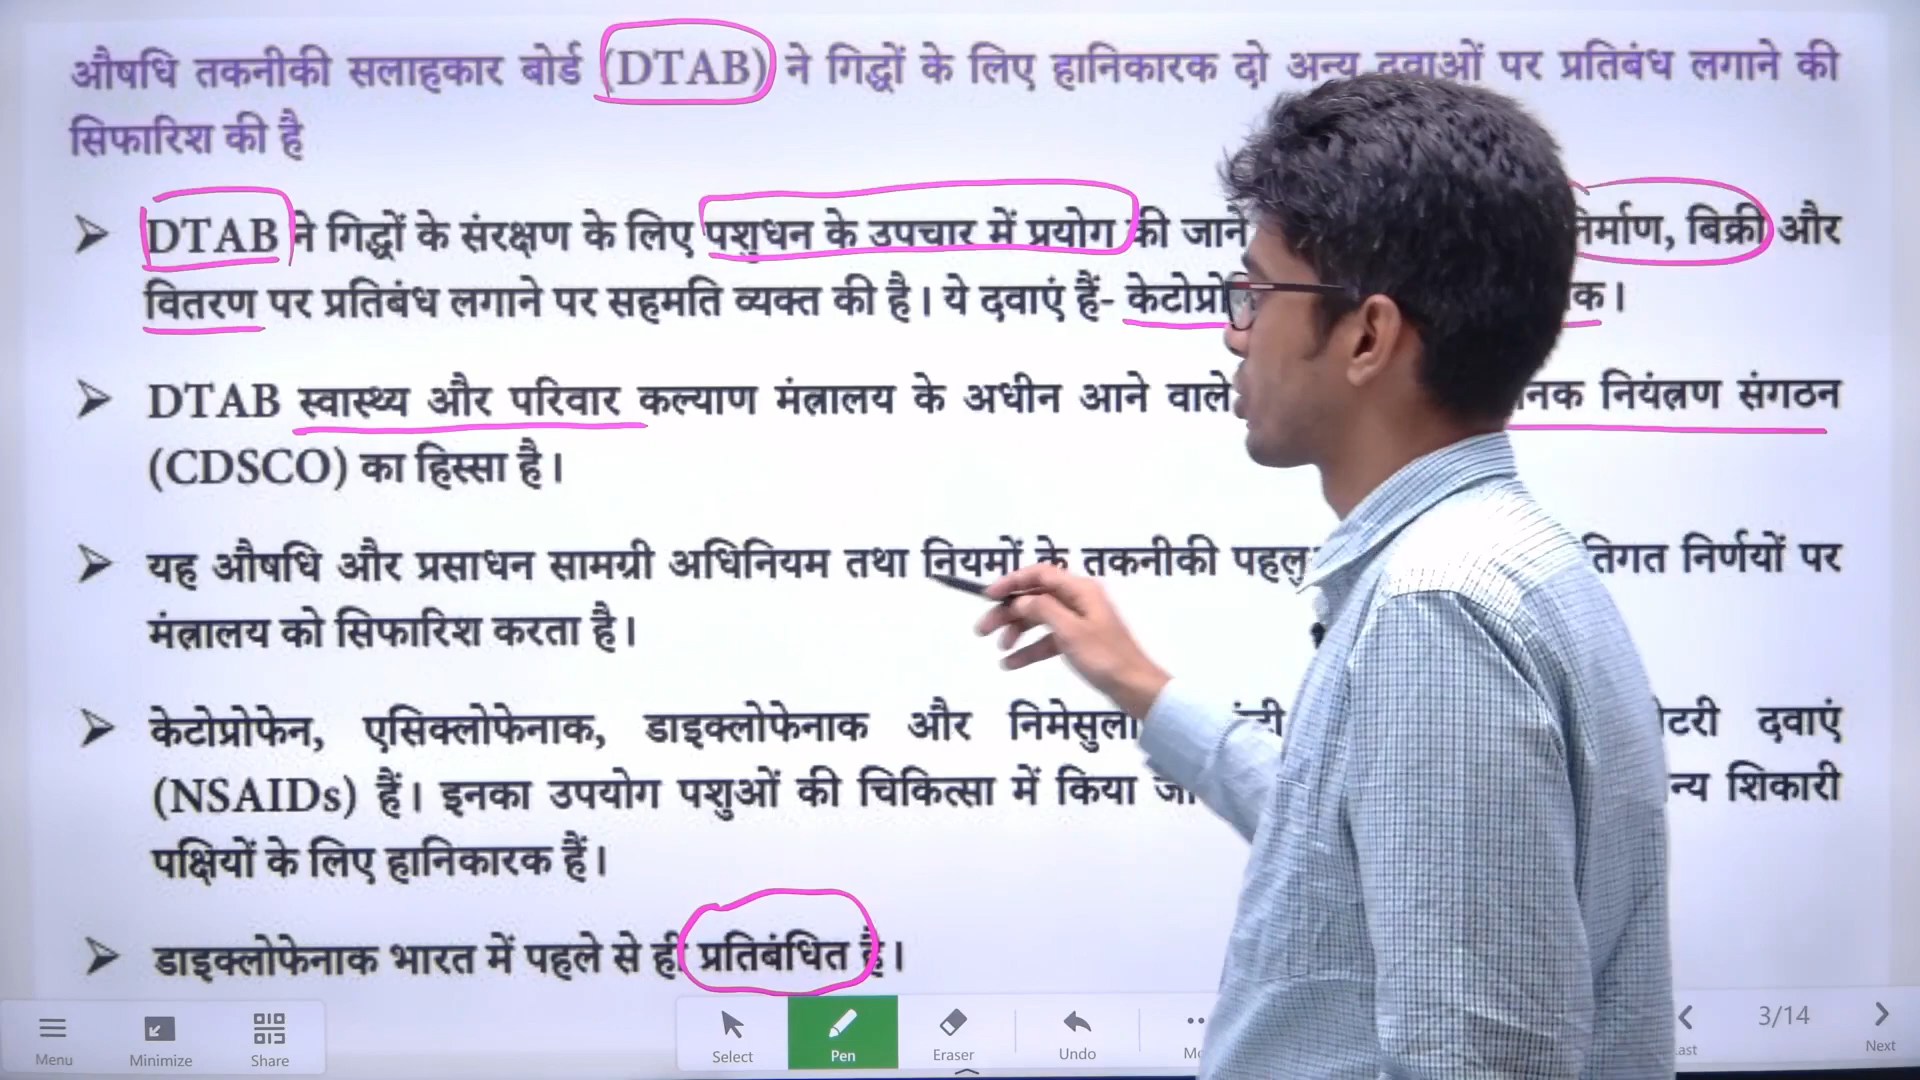 औषधि तकनीकी सलाहकार बोर्ड (DTAB) ने गिद्धों के लिए हानिकारक दो अन्य दवाओं पर प्रतिबंध लगाने की
सिफारिश की है
➤ DTAB ने गिद्धों के संरक्षण के लिए पशुधन के उपचार में प्रयोग की जाने निर्माण, बिक्री और
वितरण पर प्रतिबंध लगाने पर सहमति व्यक्त की है। ये दवाएं हैं-
➤ DTAB स्वास्थ्य और परिवार कल्याण मंत्रालय के अधीन आने वाले नियंत्रण संगठन
(CDSCO) का हिस्सा है।
➤ यह औषधि और प्रसाधन सामग्री अधिनियम तथा नियमों के तकनीकी निर्णयों पर
मंत्रालय को सिफारिश करता है।
➤ केटोप्रोफेन, एसिक्लोफेनाक, डाइक्लोफेनाक और दवाएं
(NSAIDs) हैं। इनका उपयोग पशुओं की चिकित्सा में किया शिकारी
पक्षियों के लिए हानिकारक हैं।
➤ डाइक्लोफेनाक भारत में पहले से ही प्रतिबंधित है।
Menu Minimize Share Select Pen Eraser Undo 3/14 Next